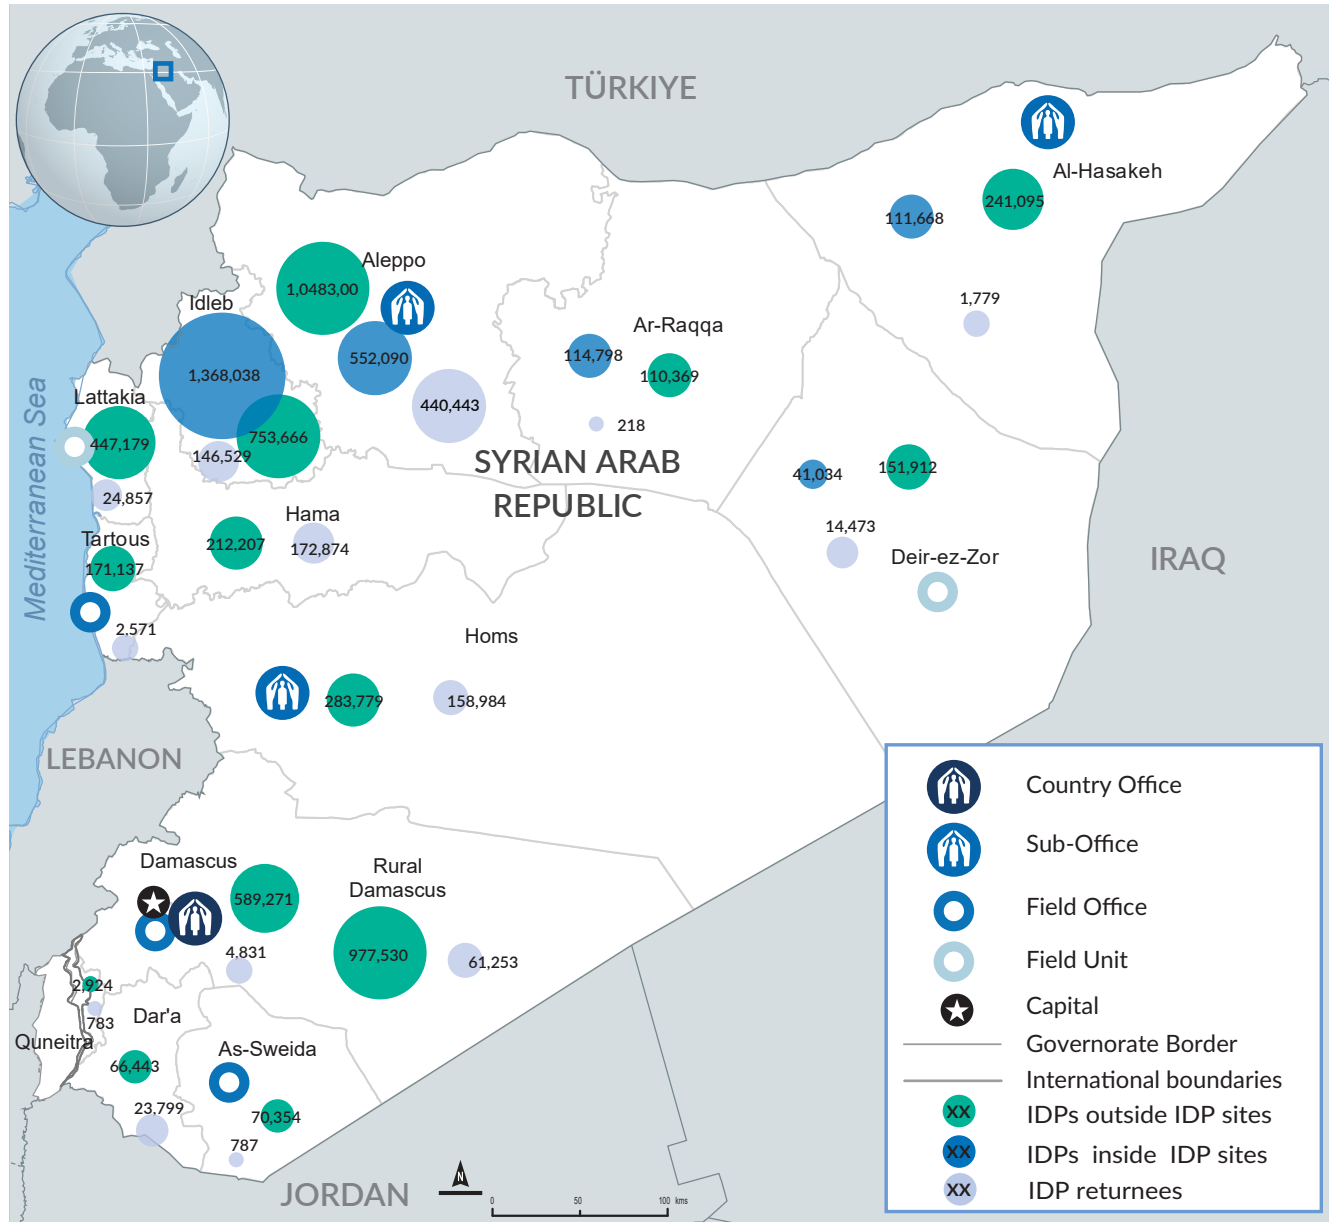 TÜRKIYE
Al-Hasakeh
241,095
111,668
1,779
Aleppo
1,0483,00
Idleb
552,090
1,368,038
440,443
Ar-Raqqa
114,798
110,369
218
Lattakia
447,179
753,666
146,529
24,857
Mediterranean Sea
SYRIAN ARAB
REPUBLIC
41,034
151,912
14,473
Deir-ez-Zor
IRAQ
Hama
212,207
172,874
Tartous
171,137
2,571
Homs
283,779
158,984
LEBANON
Damascus
589,271
4,831
Rural
Damascus
977,530
61,253
2,924
783
Quneitra
Dar'a
66,443
23,799
As-Sweida
70,354
787
JORDAN
N
0 50 100 kms
Country Office
Sub-Office
Field Office
Field Unit
Capital
Governorate Border
International boundaries
XX IDPs outside IDP sites
XX IDPs inside IDP sites
XX IDP returnees